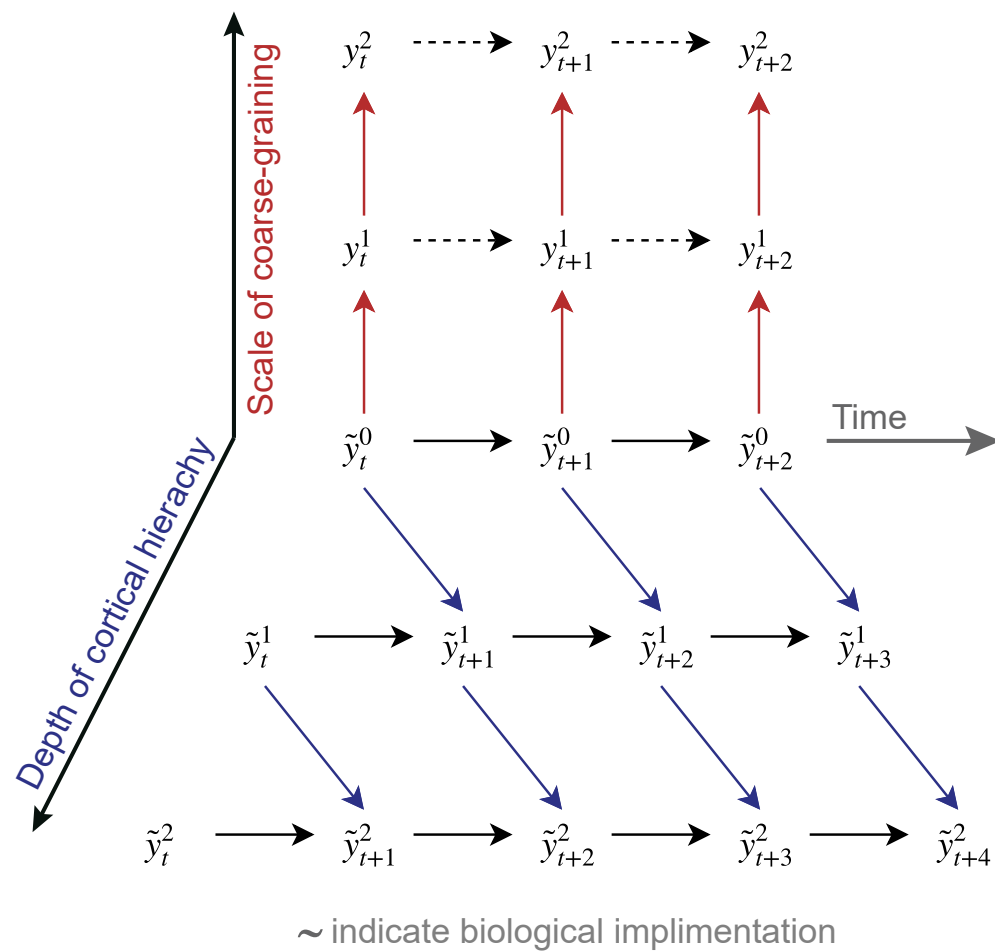 y_t^2 y_{t+1}^2 y_{t+2}^2
Scale of coarse-graining
y_t^1 y_{t+1}^1 y_{t+2}^1
Time
ỹ_t^0 ỹ_{t+1}^0 ỹ_{t+2}^0
Depth of cortical hierachy
ỹ_t^1 ỹ_{t+1}^1 ỹ_{t+2}^1 ỹ_{t+3}^1
ỹ_t^2 ỹ_{t+1}^2 ỹ_{t+2}^2 ỹ_{t+3}^2 ỹ_{t+4}^2
~ indicate biological implimentation